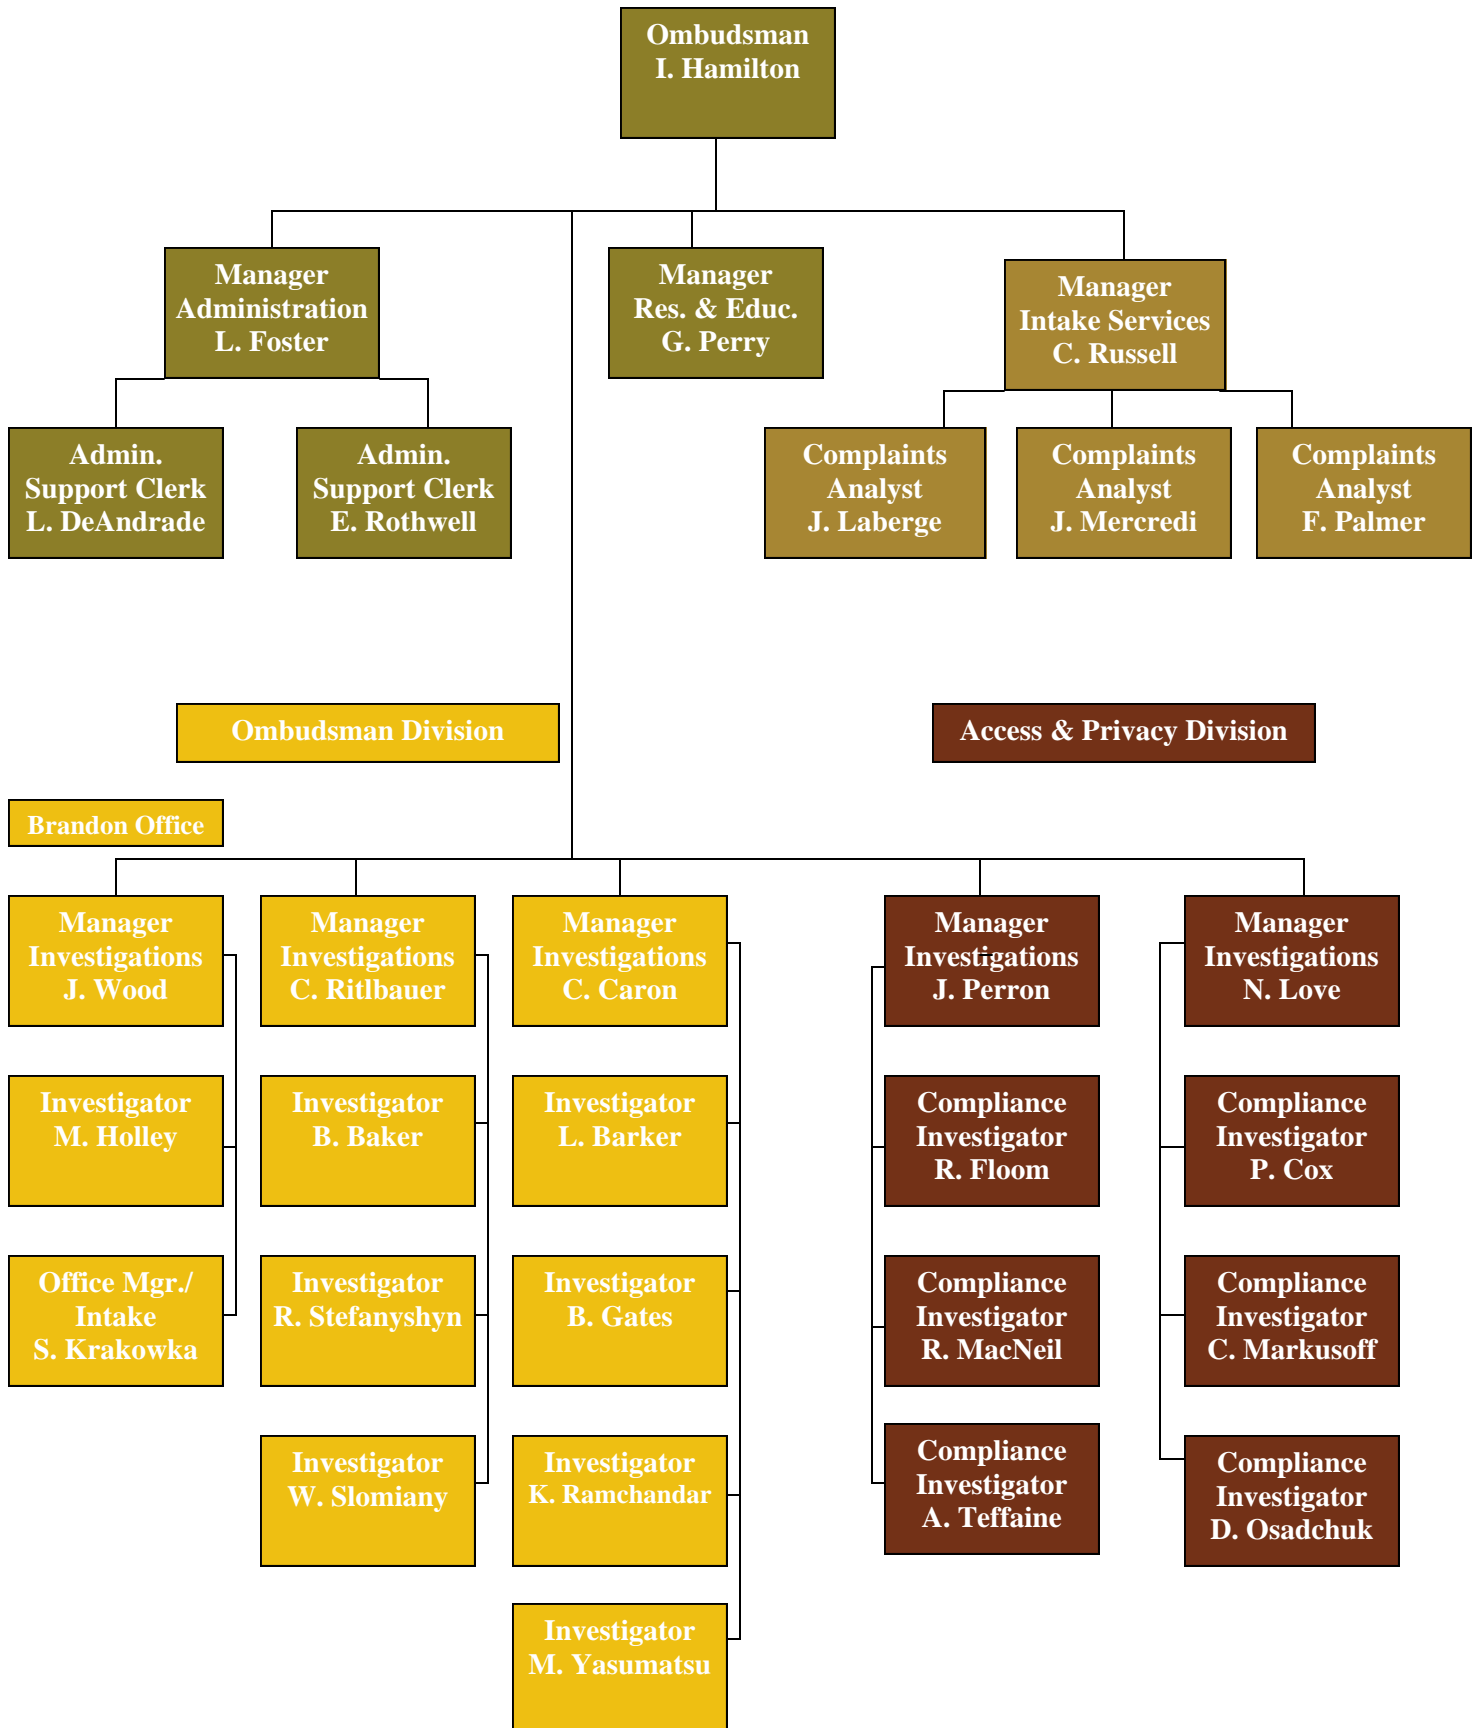 Ombudsman
I. Hamilton
Manager
Administration
L. Foster
Manager
Res. & Educ.
G. Perry
Manager
Intake Services
C. Russell
Admin.
Support Clerk
L. DeAndrade
Admin.
Support Clerk
E. Rothwell
Complaints
Analyst
J. Laberge
Complaints
Analyst
J. Mercredi
Complaints
Analyst
F. Palmer
Ombudsman Division
Access & Privacy Division
Brandon Office
Manager
Investigations
J. Wood
Manager
Investigations
C. Ritlbauer
Manager
Investigations
C. Caron
Manager
Investigations
J. Perron
Manager
Investigations
N. Love
Investigator
M. Holley
Investigator
B. Baker
Investigator
L. Barker
Compliance
Investigator
R. Floom
Compliance
Investigator
P. Cox
Office Mgr./
Intake
S. Krakowka
Investigator
R. Stefanyshyn
Investigator
B. Gates
Compliance
Investigator
R. MacNeil
Compliance
Investigator
C. Markusoff
Investigator
W. Slomiany
Investigator
K. Ramchandar
Compliance
Investigator
A. Teffaine
Compliance
Investigator
D. Osadchuk
Investigator
M. Yasumatsu